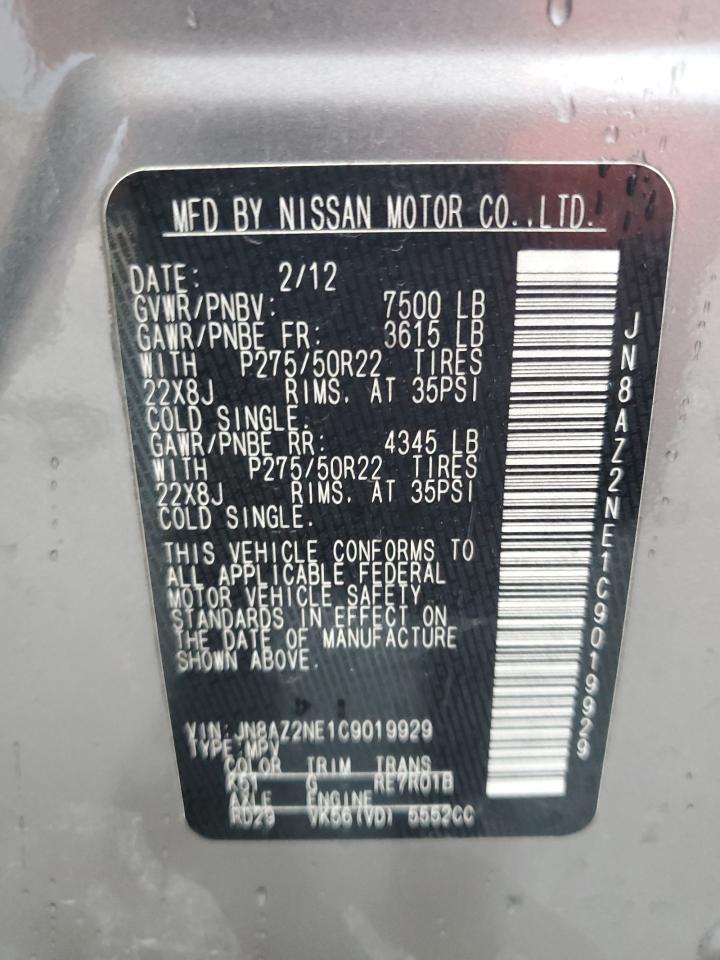 MFD BY NISSAN MOTOR CO.,LTD.
DATE: 2/12
GVWR/PNBV: 7500 LB
GAWR/PNBE FR: 3615 LB
WITH P275/50R22 TIRES
22X8J RIMS. AT 35PSI
COLD SINGLE.
GAWR/PNBE RR: 4345 LB
WITH P275/50R22 TIRES
22X8J RIMS. AT 35PSI
COLD SINGLE.
THIS VEHICLE CONFORMS TO
ALL APPLICABLE FEDERAL
MOTOR VEHICLE SAFETY
STANDARDS IN EFFECT ON
THE DATE OF MANUFACTURE
SHOWN ABOVE.
VIN:JN8AZ2NE1C9019929
TYPE:MPV
COLOR TRIM TRANS
K51 G RE7R01B
AXLE ENGINE
RD29 VK56(VD) 5552CC
JN8AZ2NE1C9019929